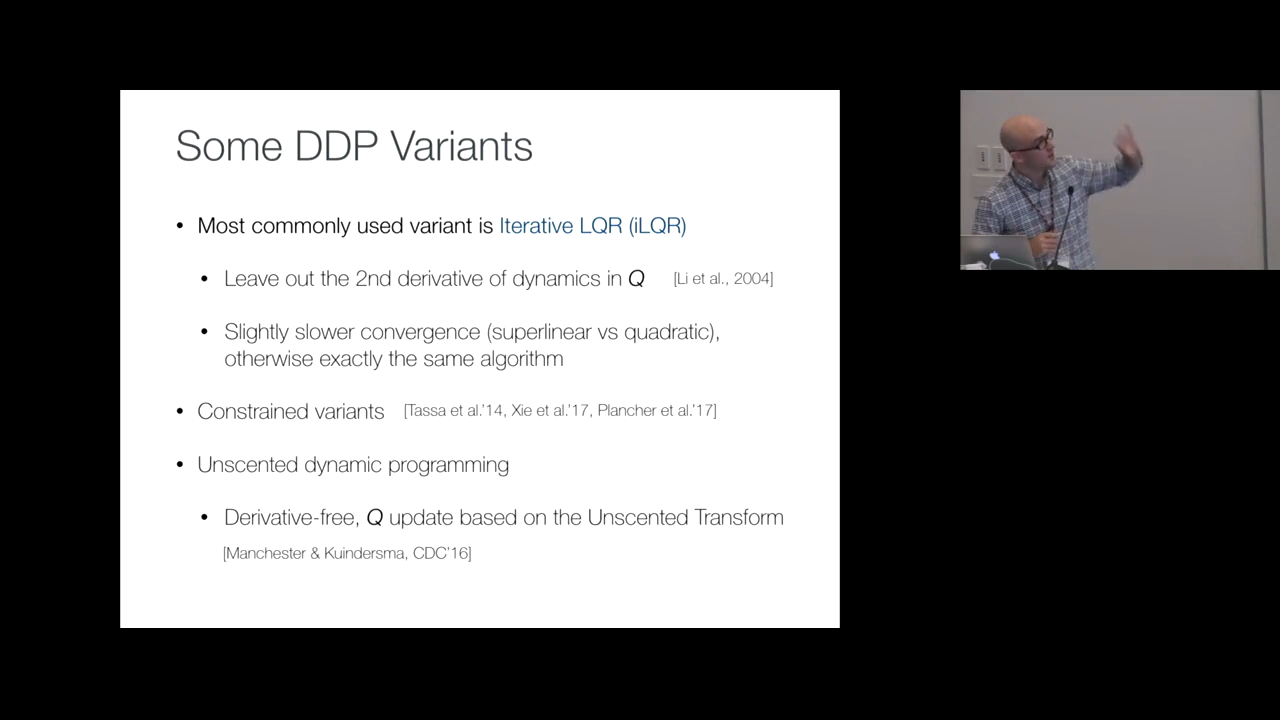 Some DDP Variants
• Most commonly used variant is Iterative LQR (iLQR)
• Leave out the 2nd derivative of dynamics in Q [Li et al., 2004]
• Slightly slower convergence (superlinear vs quadratic),
otherwise exactly the same algorithm
• Constrained variants [Tassa et al.'14, Xie et al.'17, Plancher et al.'17]
• Unscented dynamic programming
• Derivative-free, Q update based on the Unscented Transform
[Manchester & Kuindersma, CDC'16]